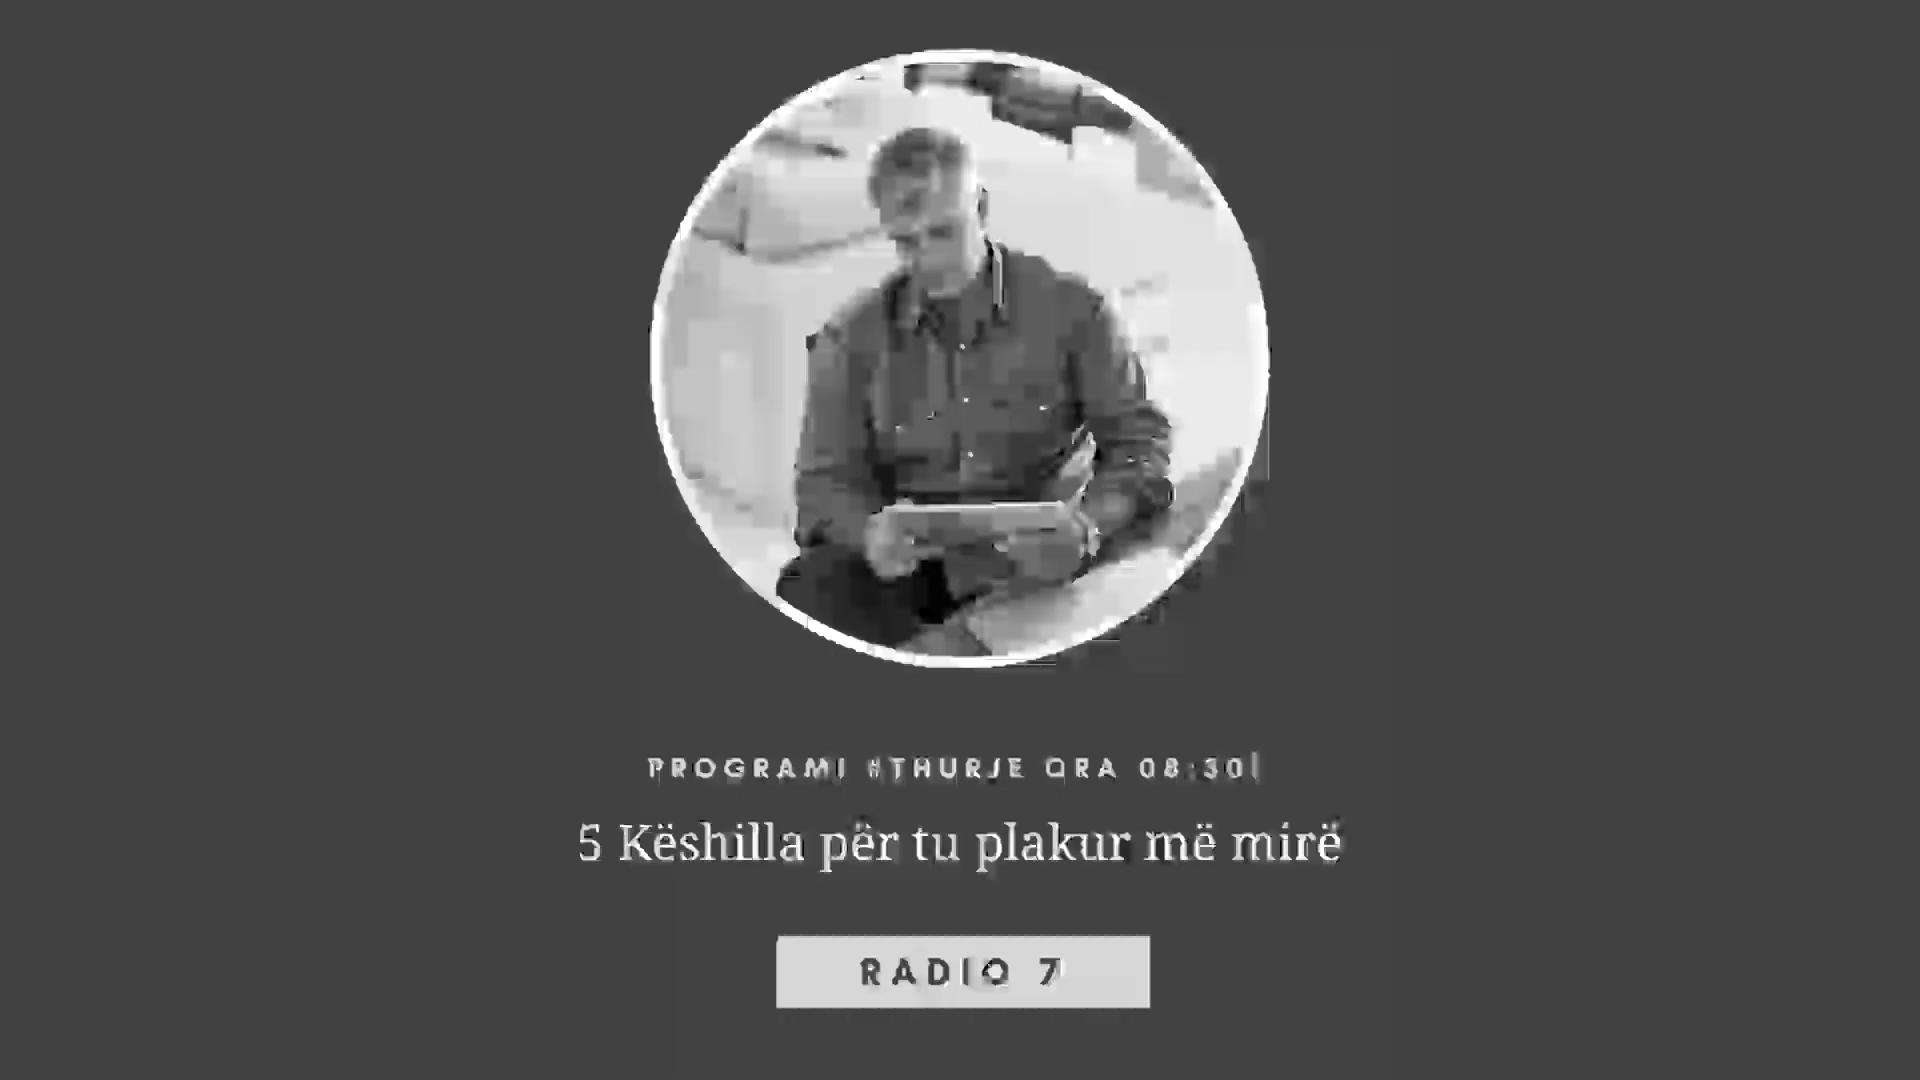 PROGRAMI #THURJE ORA 08:30|
5 Këshilla për tu plakur më mirë
RADIO 7